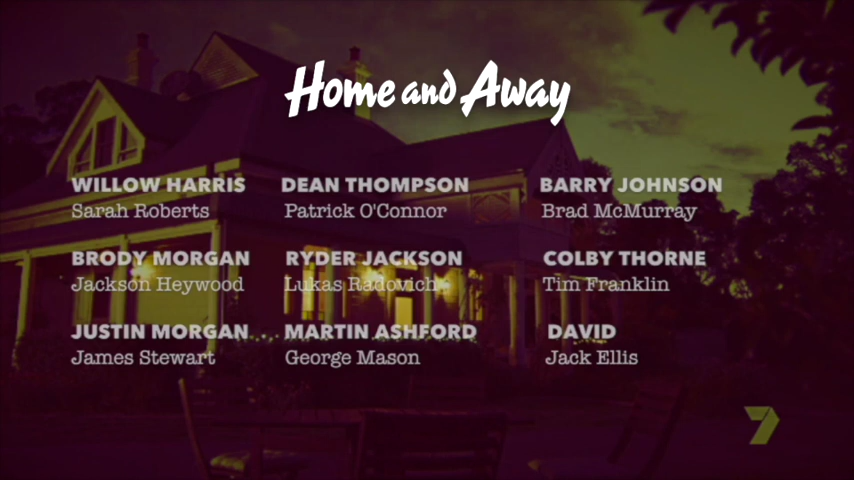 Home and Away
WILLOW HARRIS DEAN THOMPSON BARRY JOHNSON
Sarah Roberts Patrick O'Connor Brad McMurray
BRODY MORGAN RYDER JACKSON COLBY THORNE
Jackson Heywood Lukas Radovich Tim Franklin
JUSTIN MORGAN MARTIN ASHFORD DAVID
James Stewart George Mason Jack Ellis
7